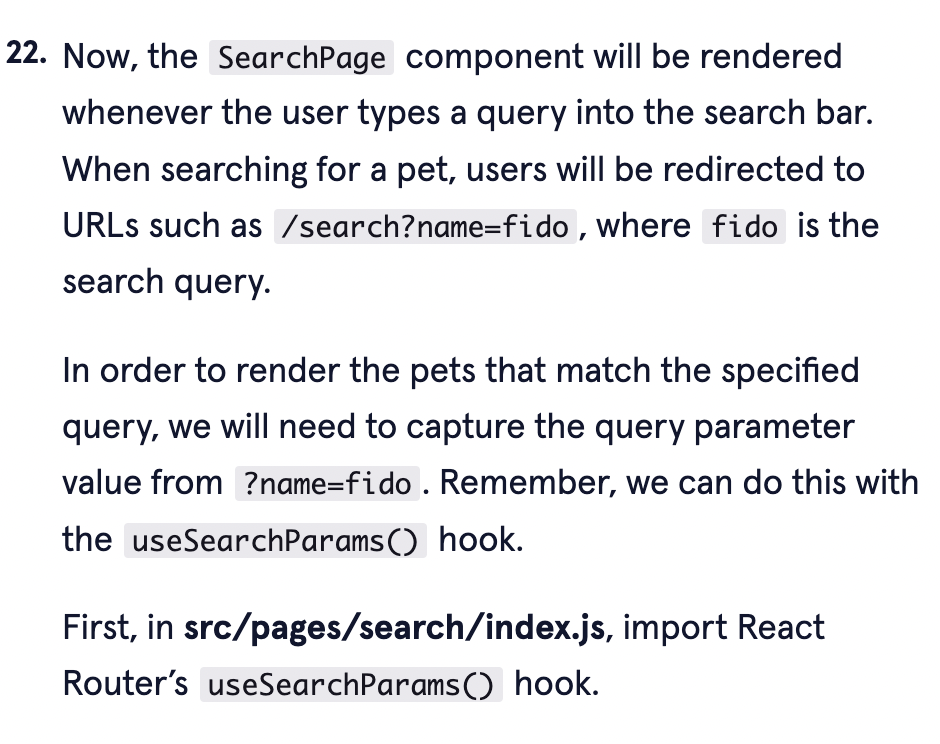 22. Now, the SearchPage component will be rendered
whenever the user types a query into the search bar.
When searching for a pet, users will be redirected to
URLs such as /search?name=fido, where fido is the
search query.
In order to render the pets that match the specified
query, we will need to capture the query parameter
value from ?name=fido. Remember, we can do this with
the useSearchParams() hook.
First, in src/pages/search/index.js, import React
Router’s useSearchParams() hook.